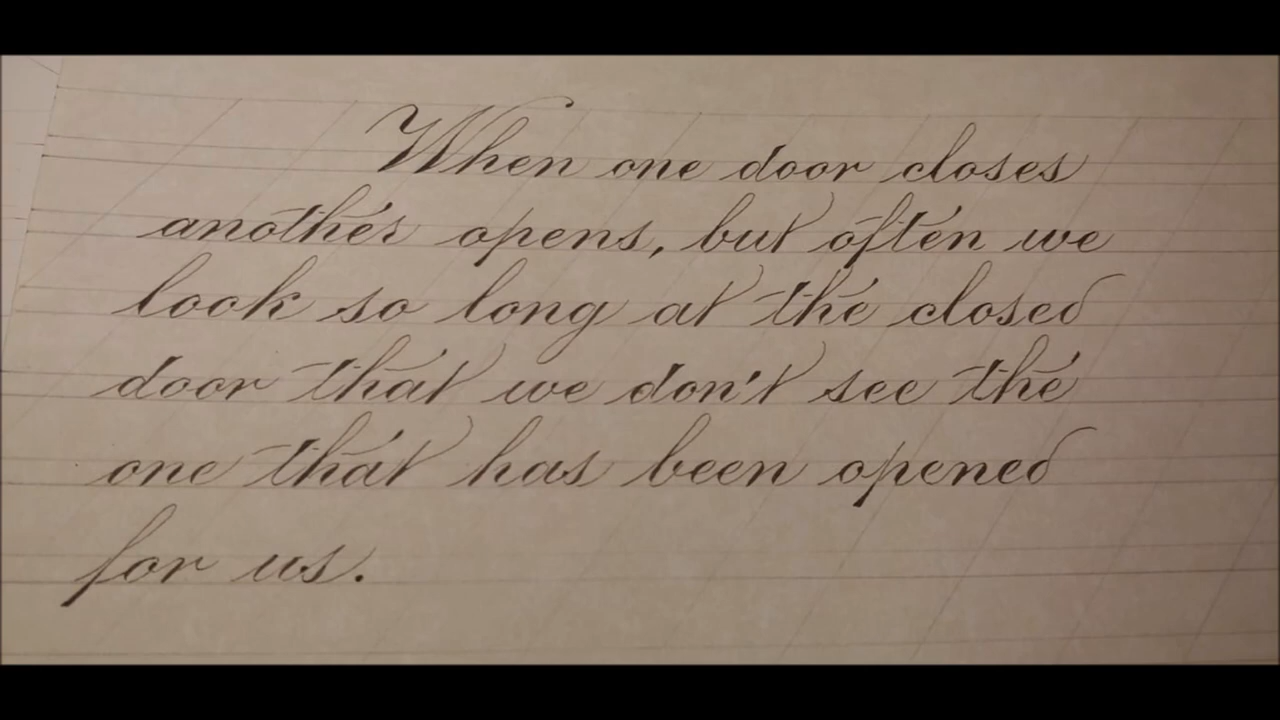 When one door closes
another opens, but often we
look so long at the closed
door that we don't see the
one that has been opened
for us.